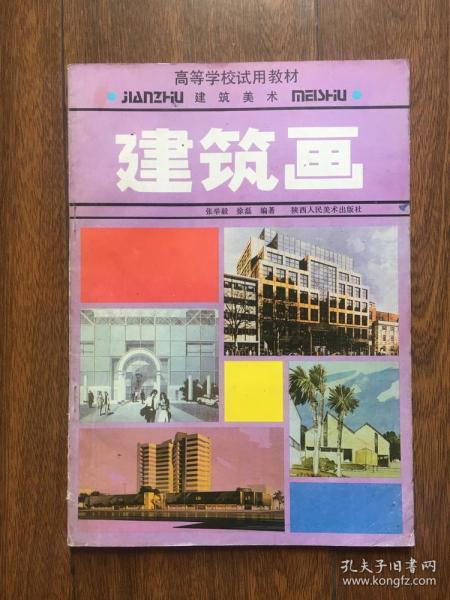 高等学校试用教材
JIANZHIU 建筑美术 MEISHIU
建筑画
张举毅 徐磊 编著 陕西人民美术出版社
孔夫子旧书网
www.kongfz.com